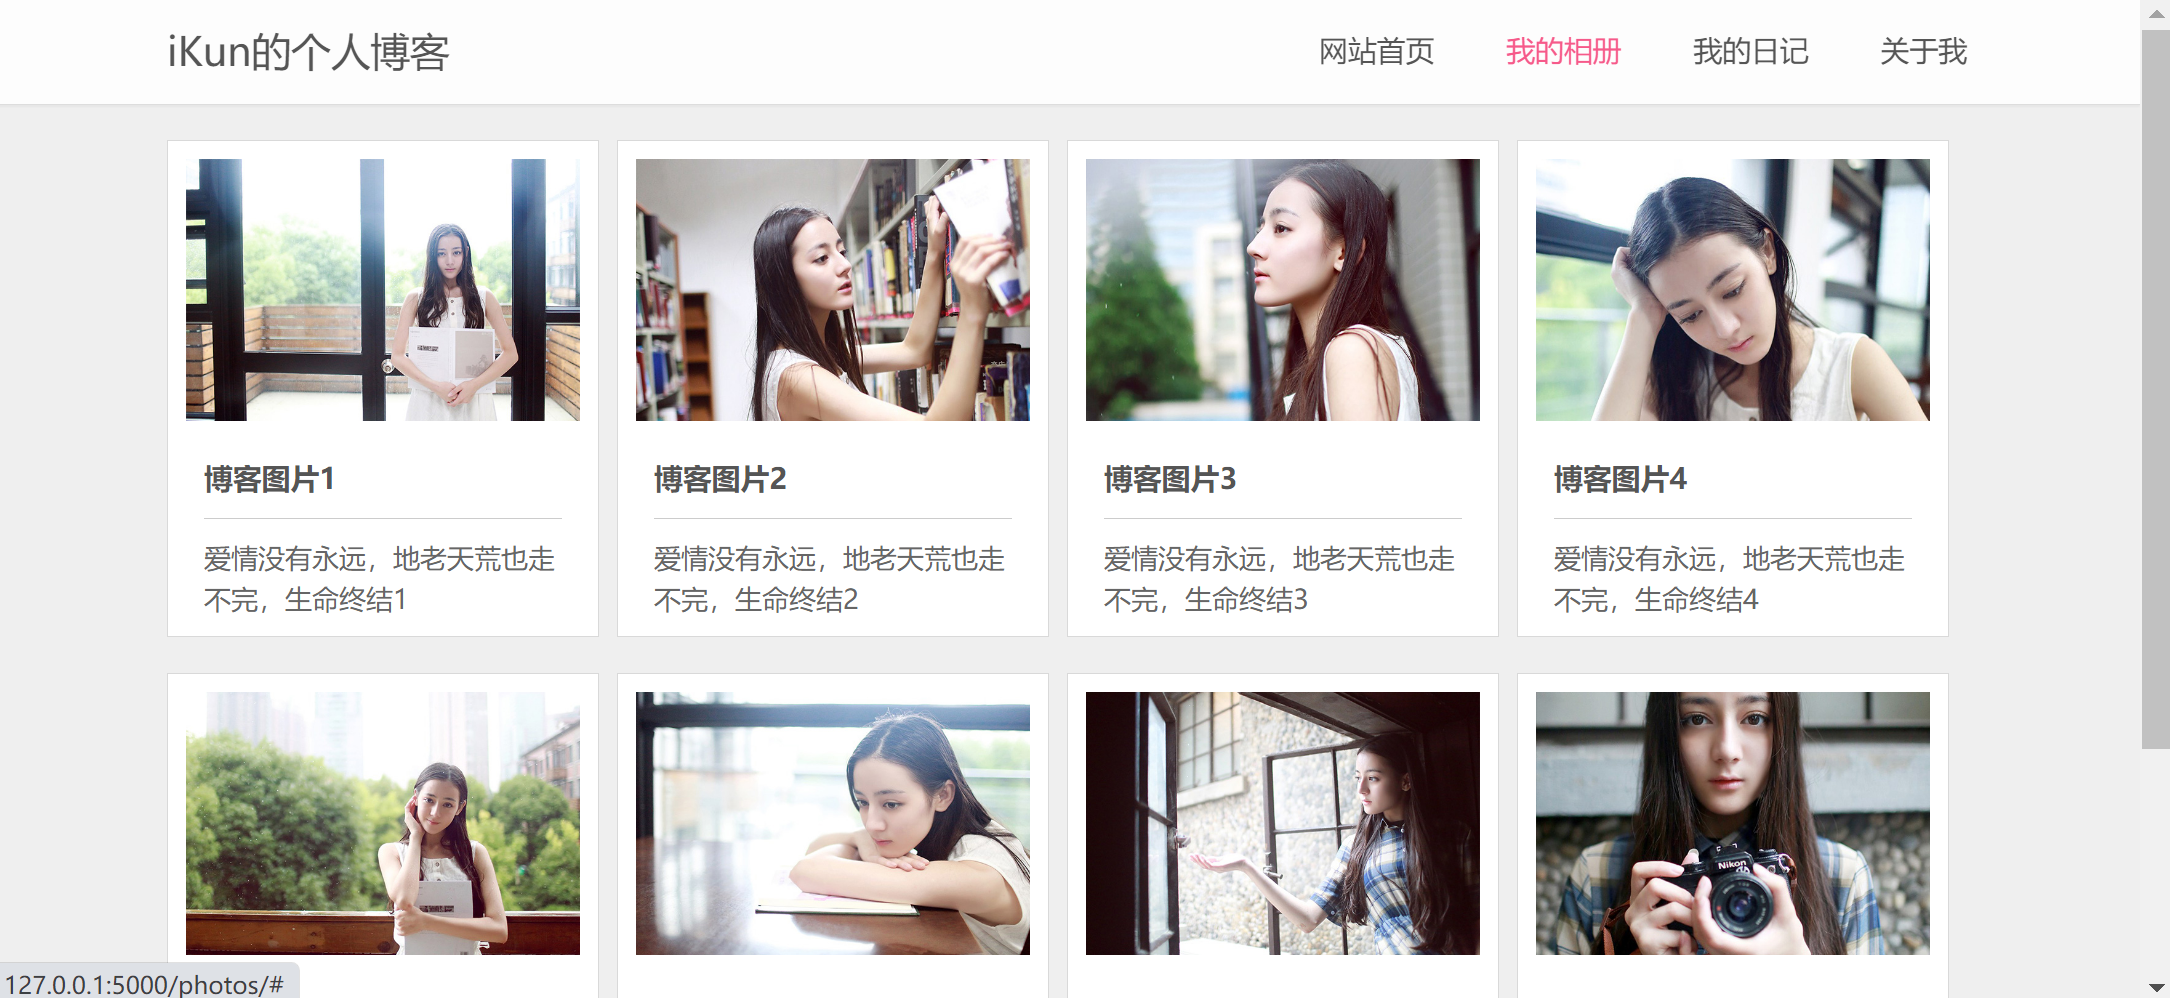 iKun的个人博客
网站首页
我的相册
我的日记
关于我
博客图片1
爱情没有永远，地老天荒也走
不完，生命终结1
博客图片2
爱情没有永远，地老天荒也走
不完，生命终结2
博客图片3
爱情没有永远，地老天荒也走
不完，生命终结3
博客图片4
爱情没有永远，地老天荒也走
不完，生命终结4
Nikon
127.0.0.1:5000/photos/#